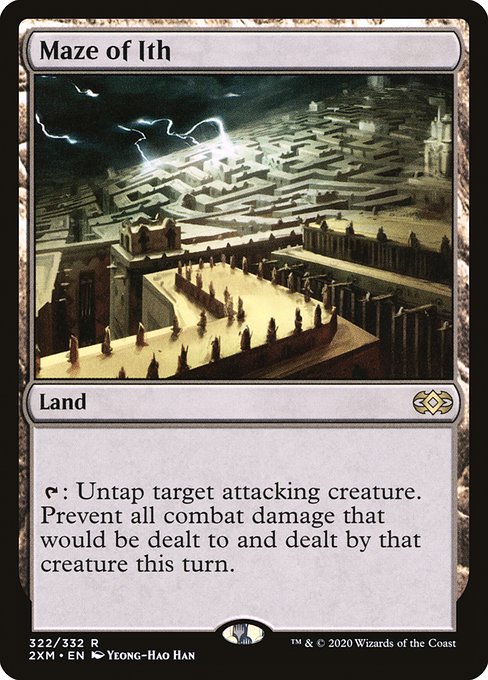 Maze of Ith
Land
: Untap target attacking creature.
Prevent all combat damage that
would be dealt to and dealt by that
creature this turn.
322/332 R
2XM • EN Yeong-Hao Han
™ & © 2020 Wizards of the Coast